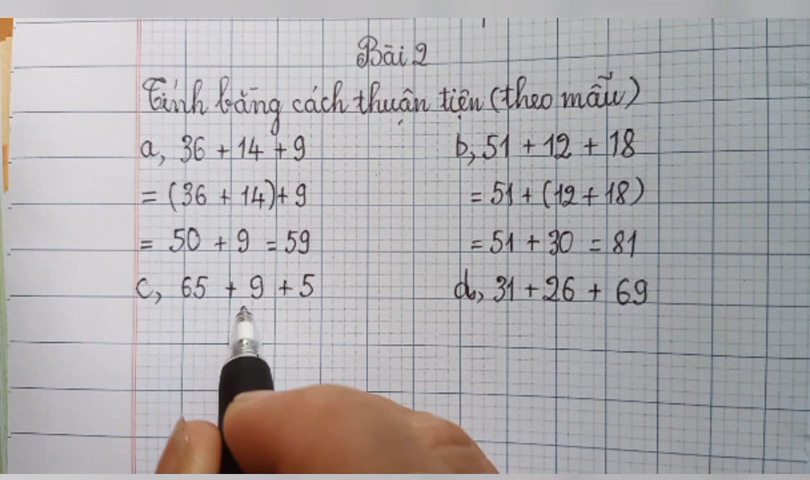 Bài 2
Tính bằng cách thuận tiện (theo mẫu)
a, 36 + 14 + 9
= (36 + 14) + 9
= 50 + 9 = 59
b, 51 + 12 + 18
= 51 + (12 + 18)
= 51 + 30 = 81
c, 65 + 9 + 5
d, 31 + 26 + 69